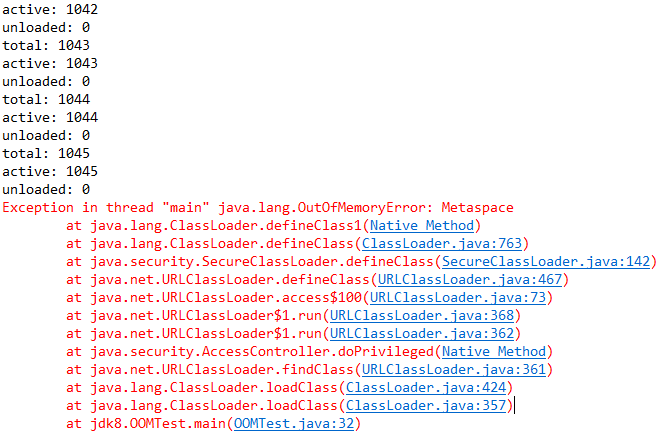 active: 1042
unloaded: 0
total: 1043
active: 1043
unloaded: 0
total: 1044
active: 1044
unloaded: 0
total: 1045
active: 1045
unloaded: 0
Exception in thread "main" java.lang.OutOfMemoryError: Metaspace
at java.lang.ClassLoader.defineClass1(Native Method)
at java.lang.ClassLoader.defineClass(ClassLoader.java:763)
at java.security.SecureClassLoader.defineClass(SecureClassLoader.java:142)
at java.net.URLClassLoader.defineClass(URLClassLoader.java:467)
at java.net.URLClassLoader.access$100(URLClassLoader.java:73)
at java.net.URLClassLoader$1.run(URLClassLoader.java:368)
at java.net.URLClassLoader$1.run(URLClassLoader.java:362)
at java.security.AccessController.doPrivileged(Native Method)
at java.net.URLClassLoader.findClass(URLClassLoader.java:361)
at java.lang.ClassLoader.loadClass(ClassLoader.java:424)
at java.lang.ClassLoader.loadClass(ClassLoader.java:357)
at jdk8.OOMTest.main(OOMTest.java:32)